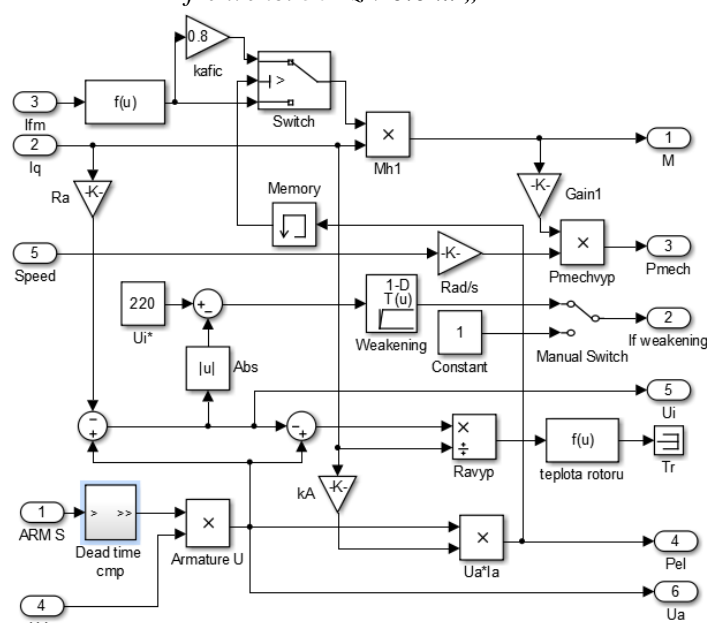 0.8
kafic
3
Ifm
f(u)
>
Switch
2
Iq
×
Mh1
1
M
-K-
Ra
Memory
-K-
Gain1
5
Speed
-K-
Rad/s
×
Pmechvyp
3
Pmech
220
Ui*
+
−
1-D
T(u)
Weakening
1
Constant
Manual Switch
2
If weakening
|u|
Abs
5
Ui
−
+
−
+
×
÷
Ravyp
f(u)
teplota rotoru
Tr
-K-
kA
1
ARM S
> >>
Dead time
cmp
×
Armature U
×
Ua*Ia
4
Pel
4
6
Ua